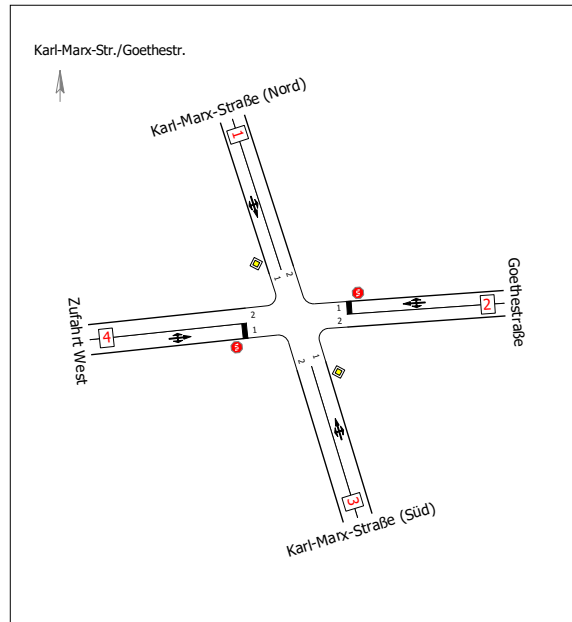 Karl-Marx-Str./Goethestr.
Karl-Marx-Straße (Nord)
1
1
2
Goethestraße
S
2
1
2
Zufahrt West
4
2
1
S
2
1
3
Karl-Marx-Straße (Süd)